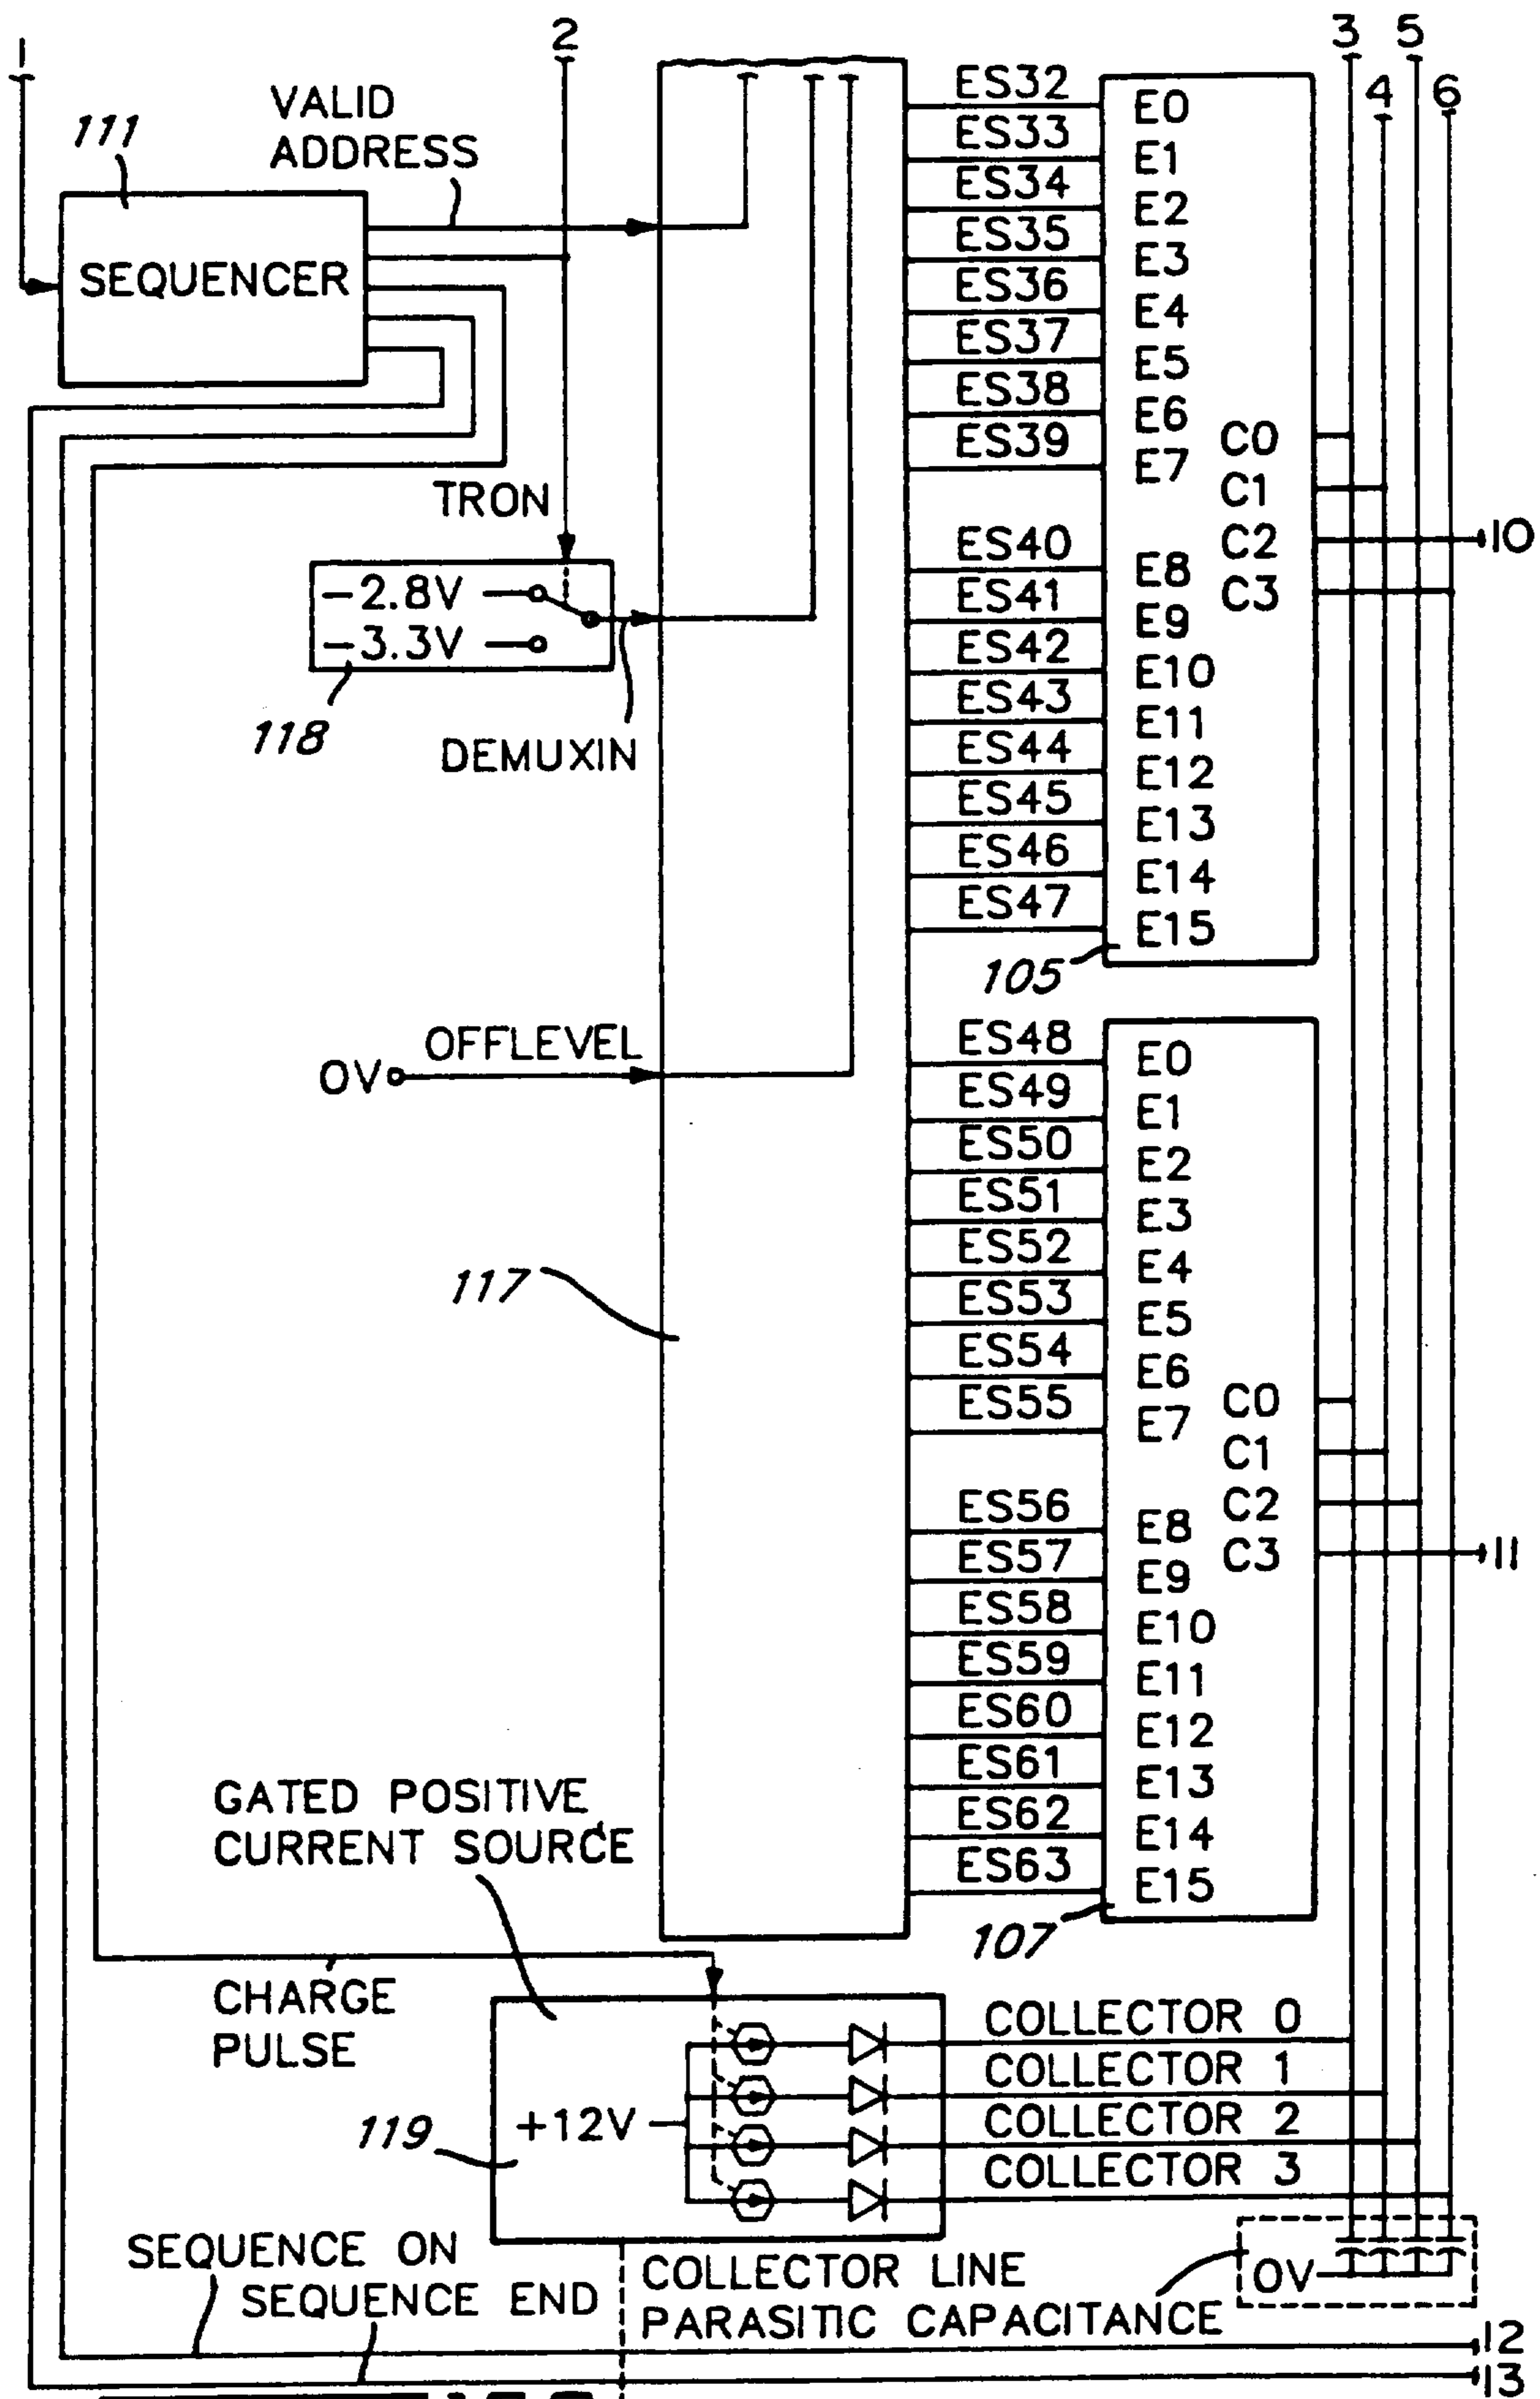 1
2
3
5
4
6
VALID
ADDRESS
111
SEQUENCER
TRON
-2.8V
-3.3V
118
DEMUXIN
0V
OFFLEVEL
117
ES32
ES33
ES34
ES35
ES36
ES37
ES38
ES39
ES40
ES41
ES42
ES43
ES44
ES45
ES46
ES47
E0
E1
E2
E3
E4
E5
E6
E7
E8
E9
E10
E11
E12
E13
E14
E15
C0
C1
C2
C3
10
105
ES48
ES49
ES50
ES51
ES52
ES53
ES54
ES55
ES56
ES57
ES58
ES59
ES60
ES61
ES62
ES63
E0
E1
E2
E3
E4
E5
E6
E7
E8
E9
E10
E11
E12
E13
E14
E15
C0
C1
C2
C3
11
107
GATED POSITIVE
CURRENT SOURCE
CHARGE
PULSE
119
+12V
COLLECTOR 0
COLLECTOR 1
COLLECTOR 2
COLLECTOR 3
SEQUENCE ON
SEQUENCE END
COLLECTOR LINE
PARASITIC CAPACITANCE
0V
12
13